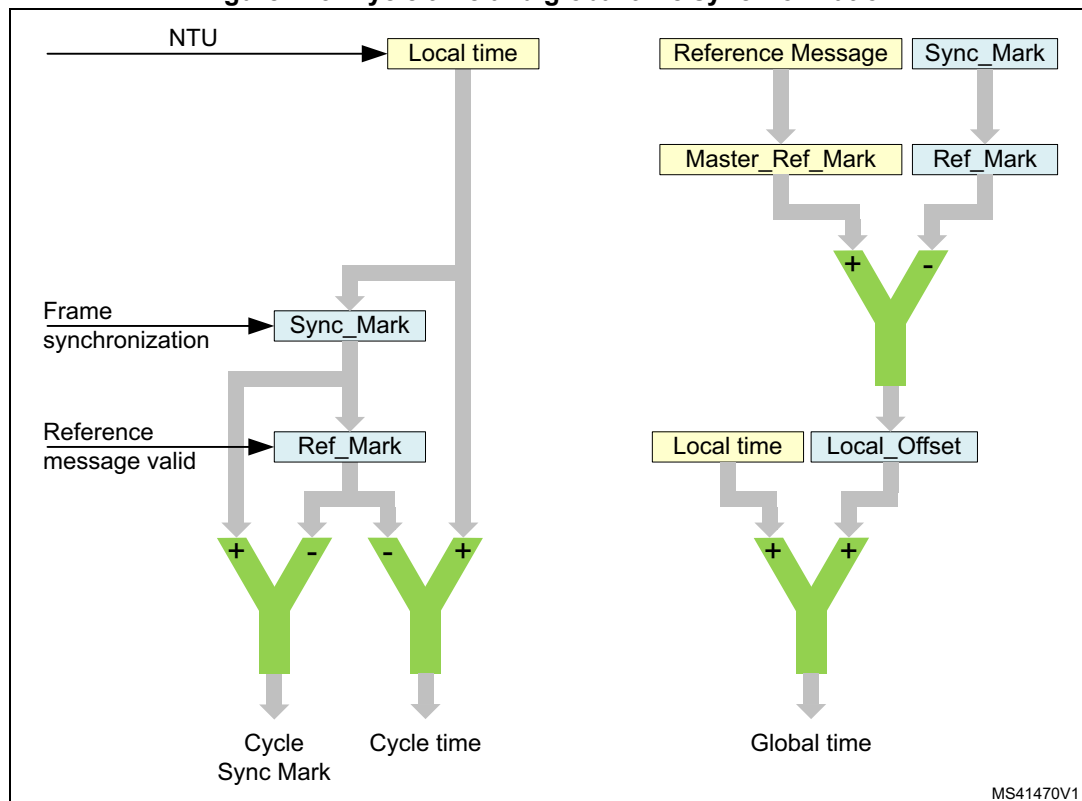 NTU
Local time
Reference Message
Sync_Mark
Master_Ref_Mark
Ref_Mark
+
-
Frame
synchronization
Sync_Mark
Reference
message valid
Ref_Mark
Local time
Local_Offset
+
-
-
+
+
+
Cycle
Sync Mark
Cycle time
Global time
MS41470V1